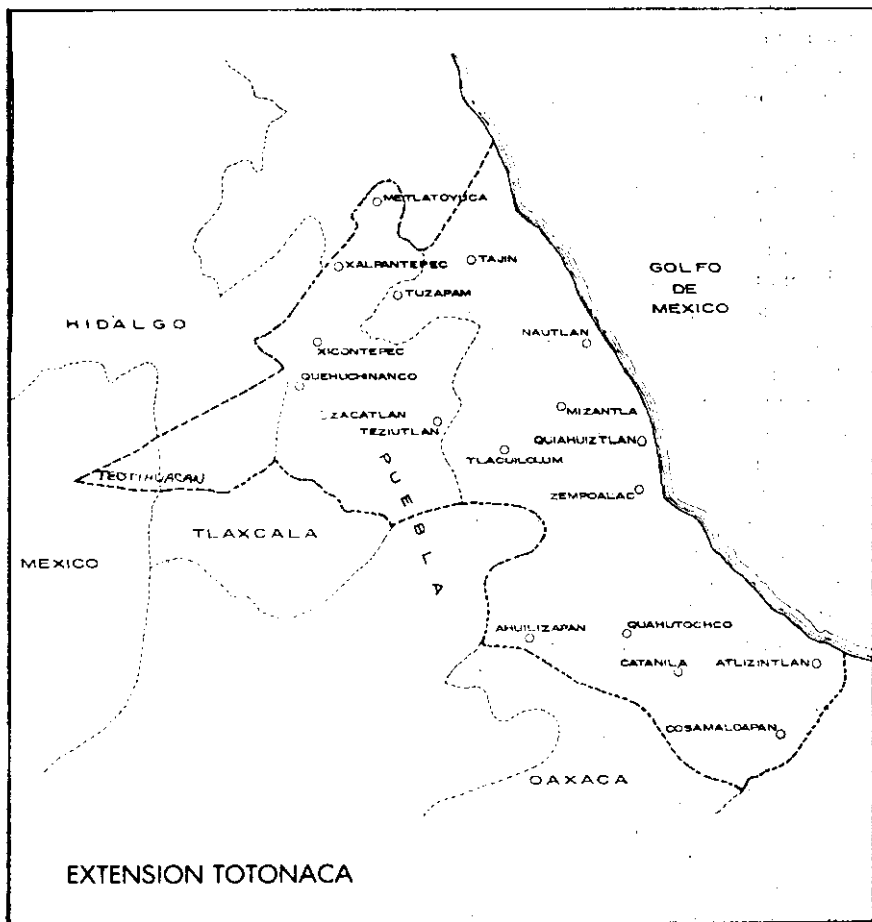 METLATOYUCA
XALPANTEPEC
TAJIN
TUZAPAM
GOLFO
DE
MEXICO
HIDALGO
NAUTLAN
XICONTEPEC
QUEHUCHINANCO
ZACATLAN
TEZIUTLAN
MIZANTLA
QUIAHUIZTLAN
TLACUILOLUM
TEOTIHUACAN
ZEMPOALAC
PUEBLA
TLAXCALA
MEXICO
AHUILIZAPAN
QUAHUTOCHCO
CATANILA
ATLIZINTLAN
COSAMALOAPAN
OAXACA
EXTENSION TOTONACA